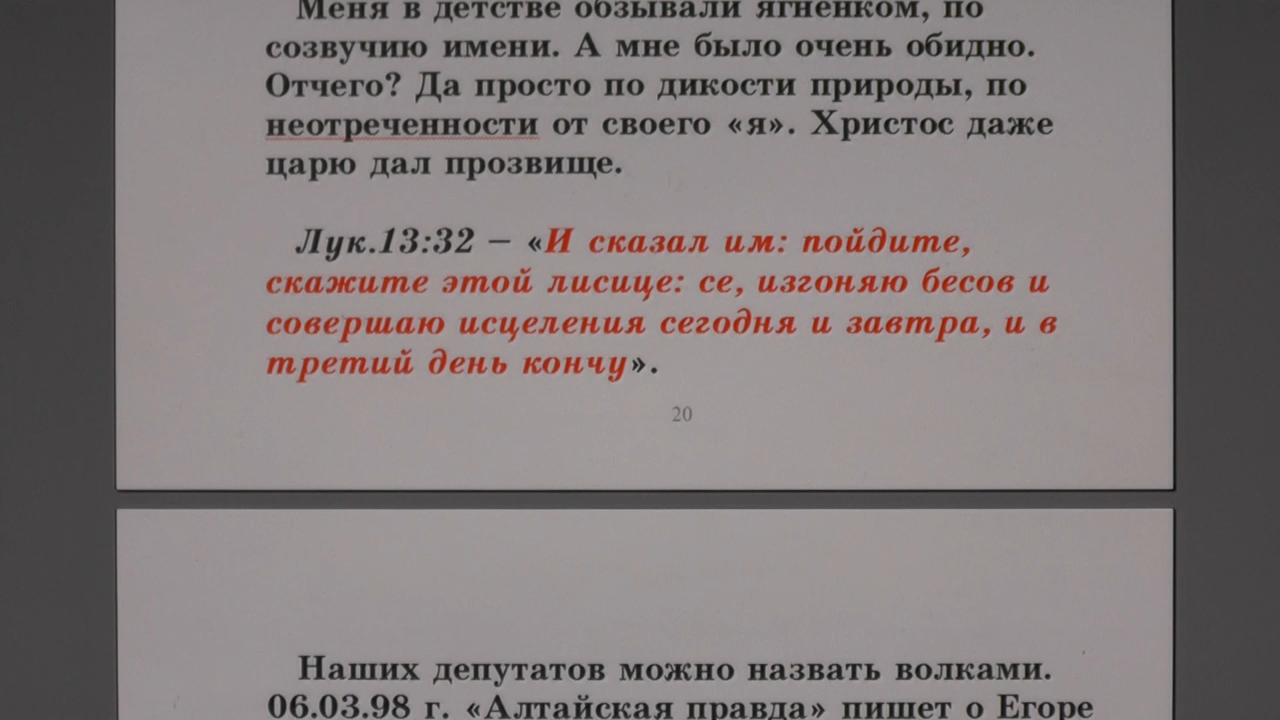 Меня в детстве обзывали ягненком, по
созвучию имени. А мне было очень обидно.
Отчего? Да просто по дикости природы, по
неотреченности от своего «я». Христос даже
царю дал прозвище.
Лук.13:32 – «И сказал им: пойдите,
скажите этой лисице: се, изгоняю бесов и
совершаю исцеления сегодня и завтра, и в
третий день кончу».
20
Наших депутатов можно назвать волками.
06.03.98 г. «Алтайская правда» пишет о Егоре